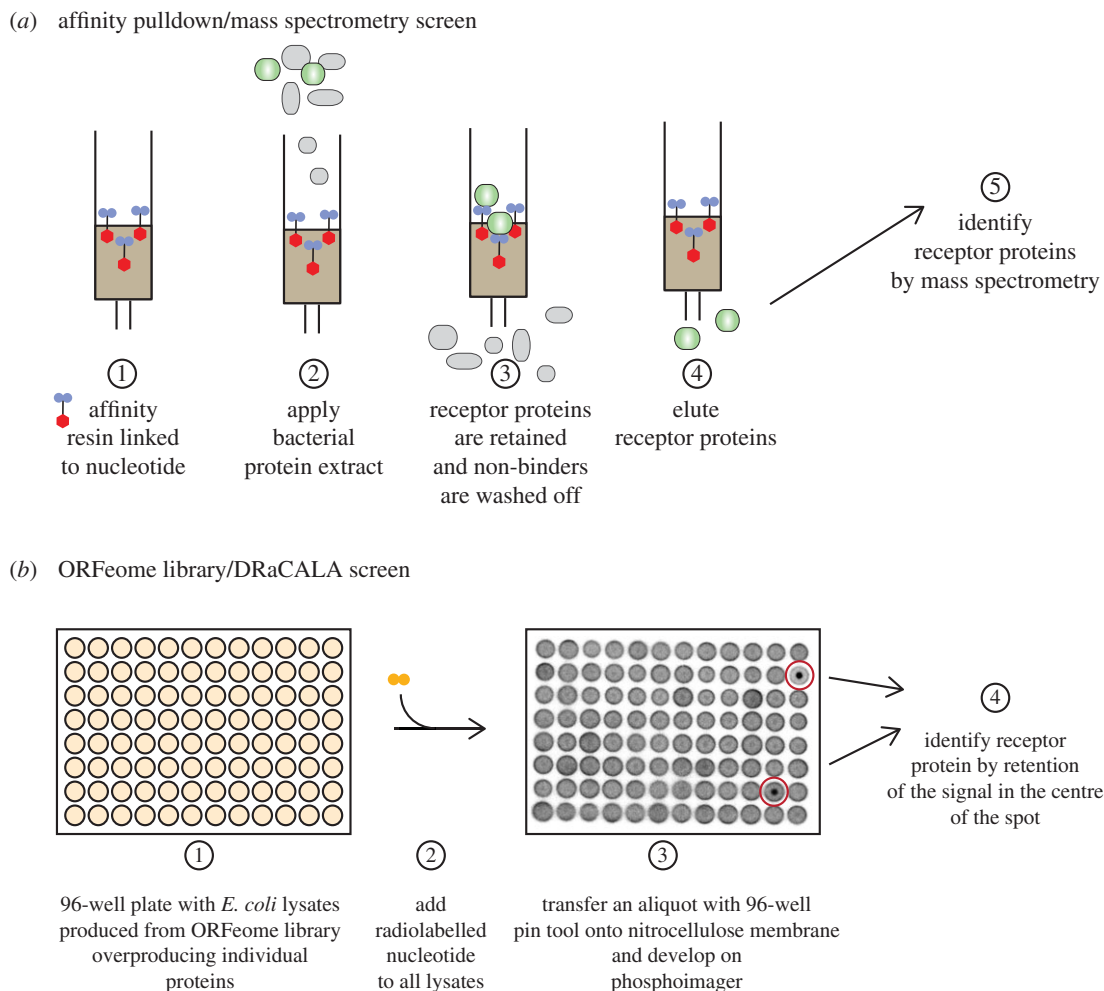 (a) affinity pulldown/mass spectrometry screen
1
affinity
resin linked
to nucleotide
2
apply
bacterial
protein extract
3
receptor proteins
are retained
and non-binders
are washed off
4
elute
receptor proteins
5
identify
receptor proteins
by mass spectrometry
(b) ORFeome library/DRaCALA screen
1
96-well plate with E. coli lysates
produced from ORFeome library
overproducing individual
proteins
2
add
radiolabelled
nucleotide
to all lysates
3
transfer an aliquot with 96-well
pin tool onto nitrocellulose membrane
and develop on
phosphoimager
4
identify receptor
protein by retention
of the signal in the centre
of the spot